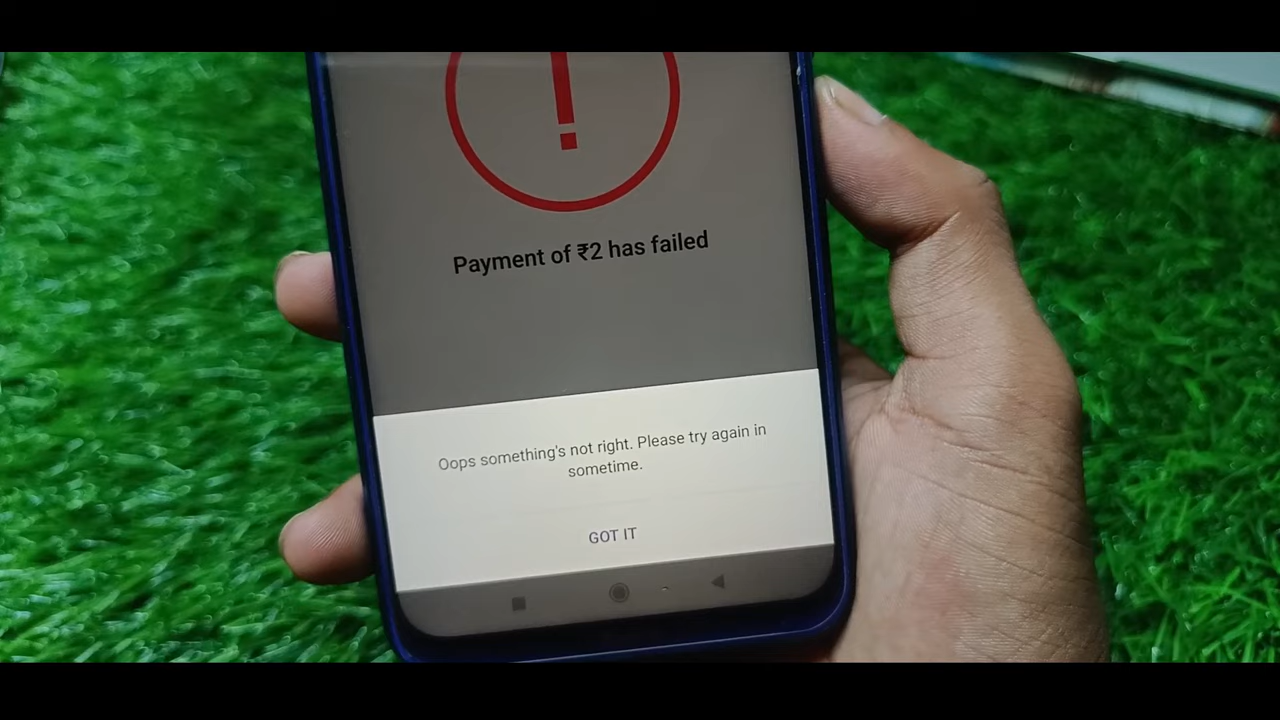 !
Payment of ₹2 has failed
Oops something's not right. Please try again in
sometime.
GOT IT